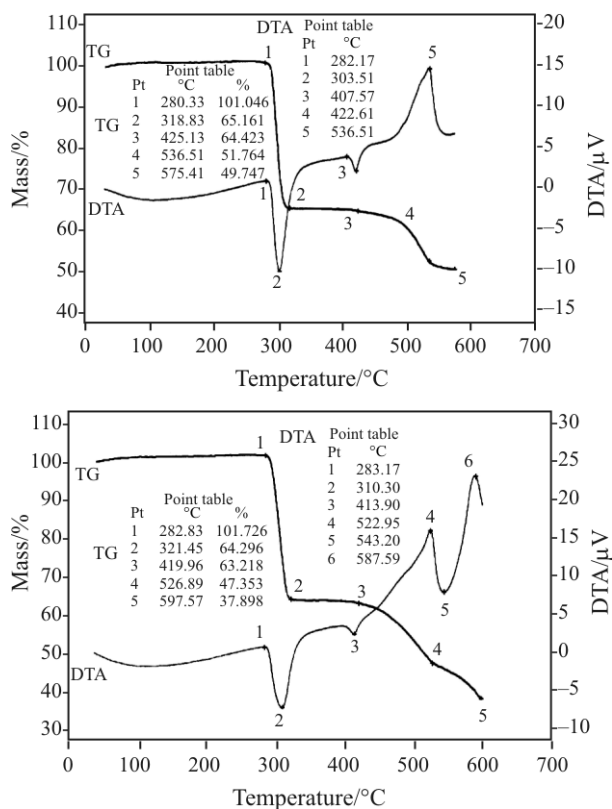 DTA
TG
Point table
Pt °C %
1 280.33 101.046
2 318.83 65.161
3 425.13 64.423
4 536.51 51.764
5 575.41 49.747
TG
Point table
Pt °C
1 282.17
2 303.51
3 407.57
4 422.61
5 536.51
DTA
1
2
3
4
5
1
2
3
5
110
100
90
80
70
60
50
40
Mass/%
20
15
10
5
0
-5
-10
-15
DTA/μV
0 100 200 300 400 500 600 700
Temperature/°C
DTA
TG
Point table
Pt °C %
1 282.83 101.726
2 321.45 64.296
3 419.96 63.218
4 526.89 47.353
5 597.57 37.898
TG
Point table
Pt °C
1 283.17
2 310.30
3 413.90
4 522.95
5 543.20
6 587.59
DTA
1
2
3
4
5
1
2
3
4
5
6
110
100
90
80
70
60
50
40
30
Mass/%
30
25
20
15
10
5
0
-5
-10
DTA/μV
0 100 200 300 400 500 600 700
Temperature/°C